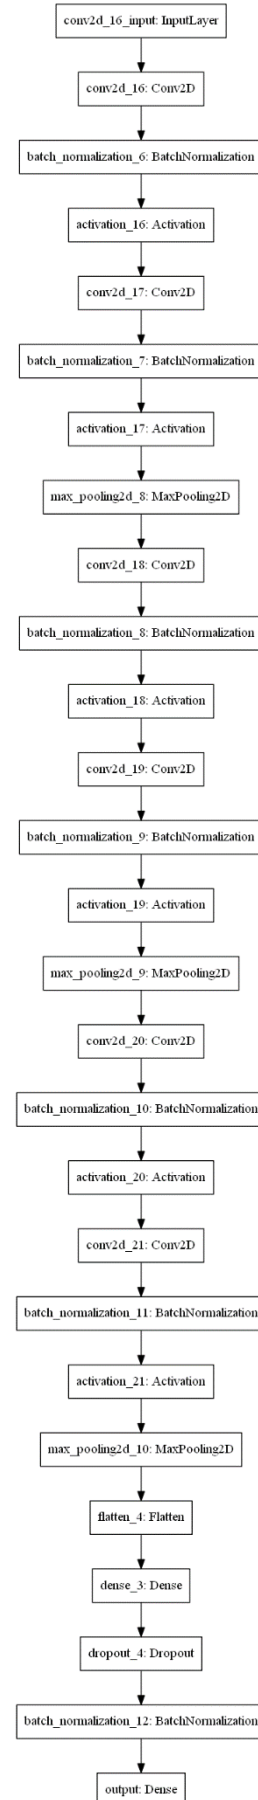 conv2d_16_input: InputLayer
conv2d_16: Conv2D
batch_normalization_6: BatchNormalization
activation_16: Activation
conv2d_17: Conv2D
batch_normalization_7: BatchNormalization
activation_17: Activation
max_pooling2d_8: MaxPooling2D
conv2d_18: Conv2D
batch_normalization_8: BatchNormalization
activation_18: Activation
conv2d_19: Conv2D
batch_normalization_9: BatchNormalization
activation_19: Activation
max_pooling2d_9: MaxPooling2D
conv2d_20: Conv2D
batch_normalization_10: BatchNormalization
activation_20: Activation
conv2d_21: Conv2D
batch_normalization_11: BatchNormalization
activation_21: Activation
max_pooling2d_10: MaxPooling2D
flatten_4: Flatten
dense_3: Dense
dropout_4: Dropout
batch_normalization_12: BatchNormalization
output: Dense